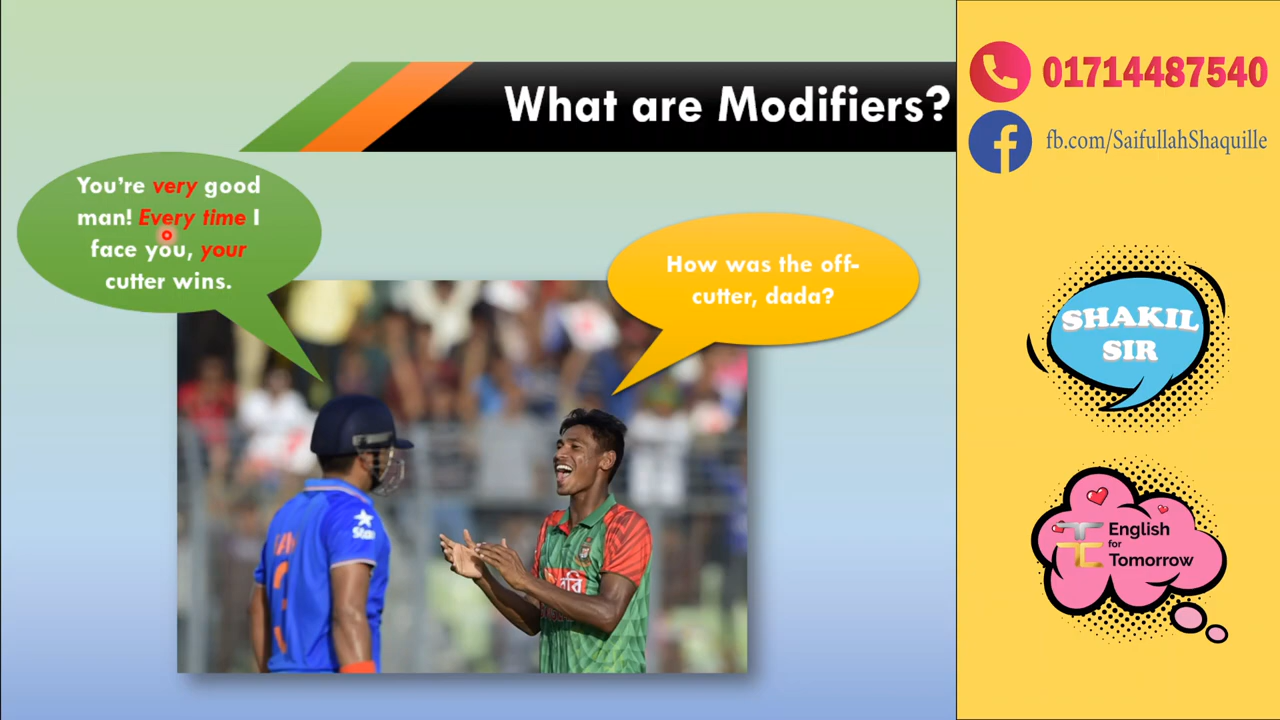 What are Modifiers?
You're very good
man! Every time I
face you, your
cutter wins.
How was the off-
cutter, dada?
Star
01714487540
fb.com/SaifullahShaquille
SHAKIL
SIR
English
for
Tomorrow